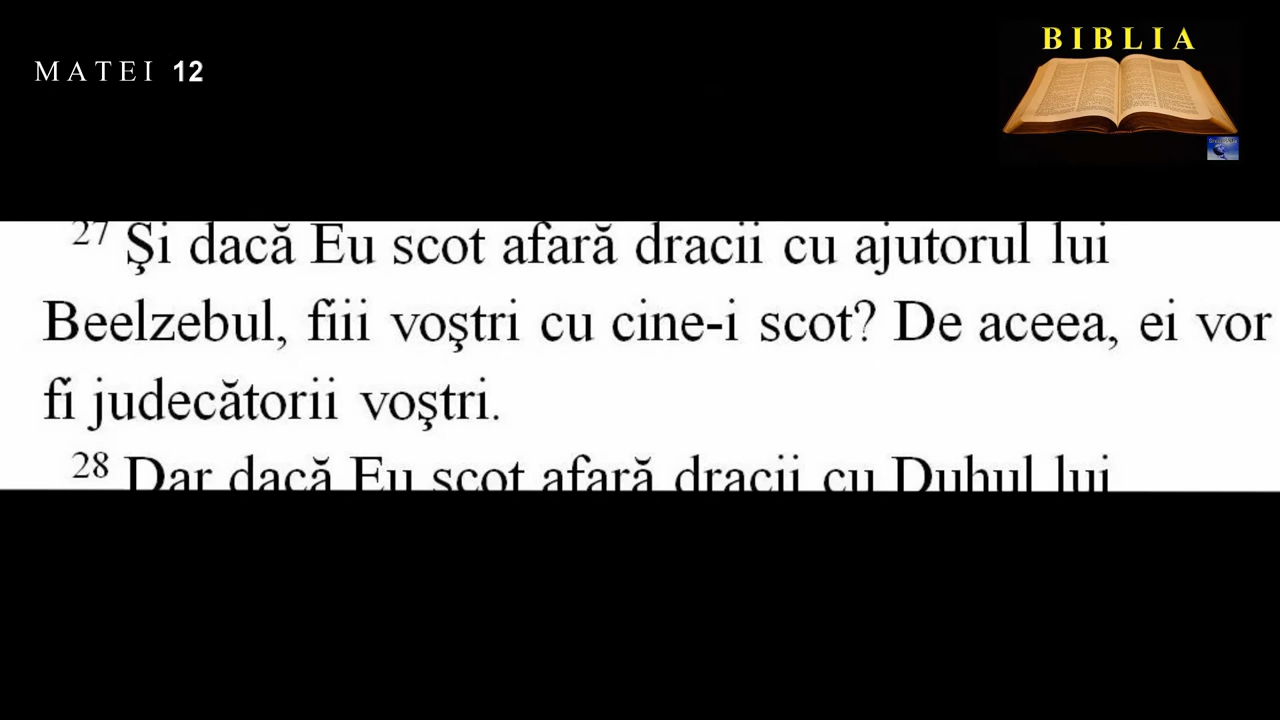 BIBLIA
MATEI 12
27 Şi dacă Eu scot afară dracii cu ajutorul lui
Beelzebul, fiii voştri cu cine-i scot? De aceea, ei vor
fi judecătorii voştri.
28 Dar dacă Eu scot afară dracii cu Duhul lui